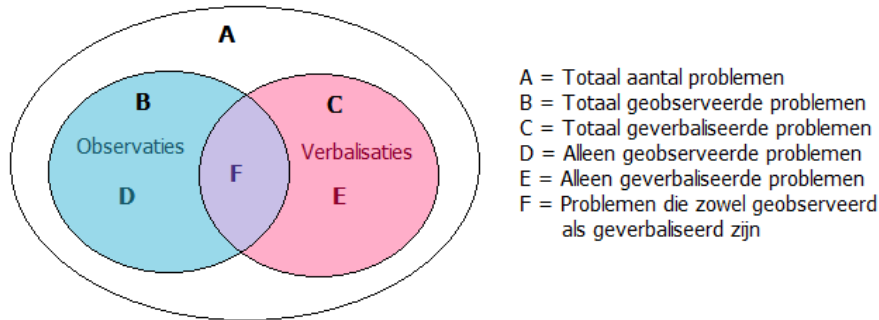 A
B
C
Observaties
Verbalisaties
F
D
E
A = Totaal aantal problemen
B = Totaal geobserveerde problemen
C = Totaal geverbaliseerde problemen
D = Alleen geobserveerde problemen
E = Alleen geverbaliseerde problemen
F = Problemen die zowel geobserveerd
als geverbaliseerd zijn